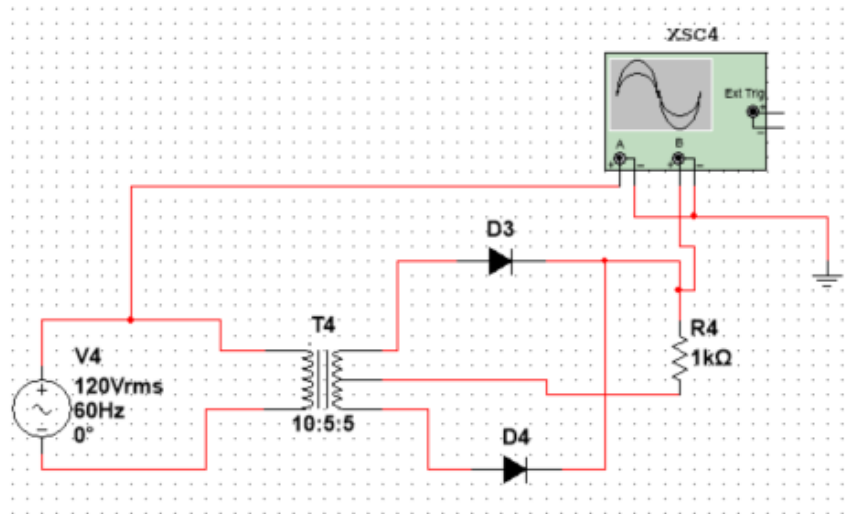 XSC4
Ext Trig
+
-
A
B
+
-
+
-
D3
T4
R4
1kΩ
V4
+
120Vrms
60Hz
-
0°
10:5:5
D4